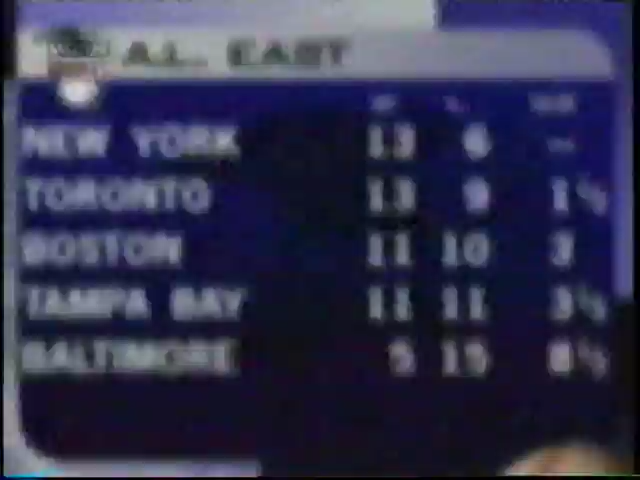 A.L. EAST
NEW YORK 13 6 --
TORONTO 13 9 1½
BOSTON 11 10 3
TAMPA BAY 11 11 3½
BALTIMORE 5 15 8½